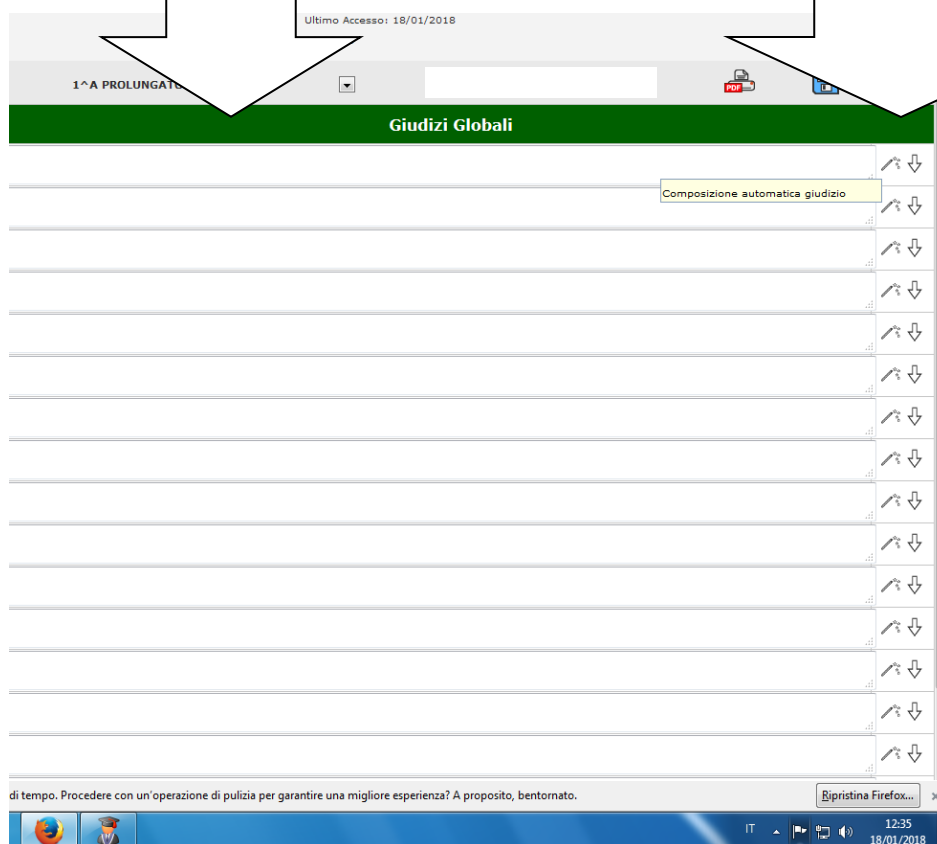 Ultimo Accesso: 18/01/2018
1^A PROLUNGATO
PDF
Giudizi Globali
Composizione automatica giudizio
di tempo. Procedere con un'operazione di pulizia per garantire una migliore esperienza? A proposito, bentornato.
Ripristina Firefox...
IT
12:35
18/01/2018